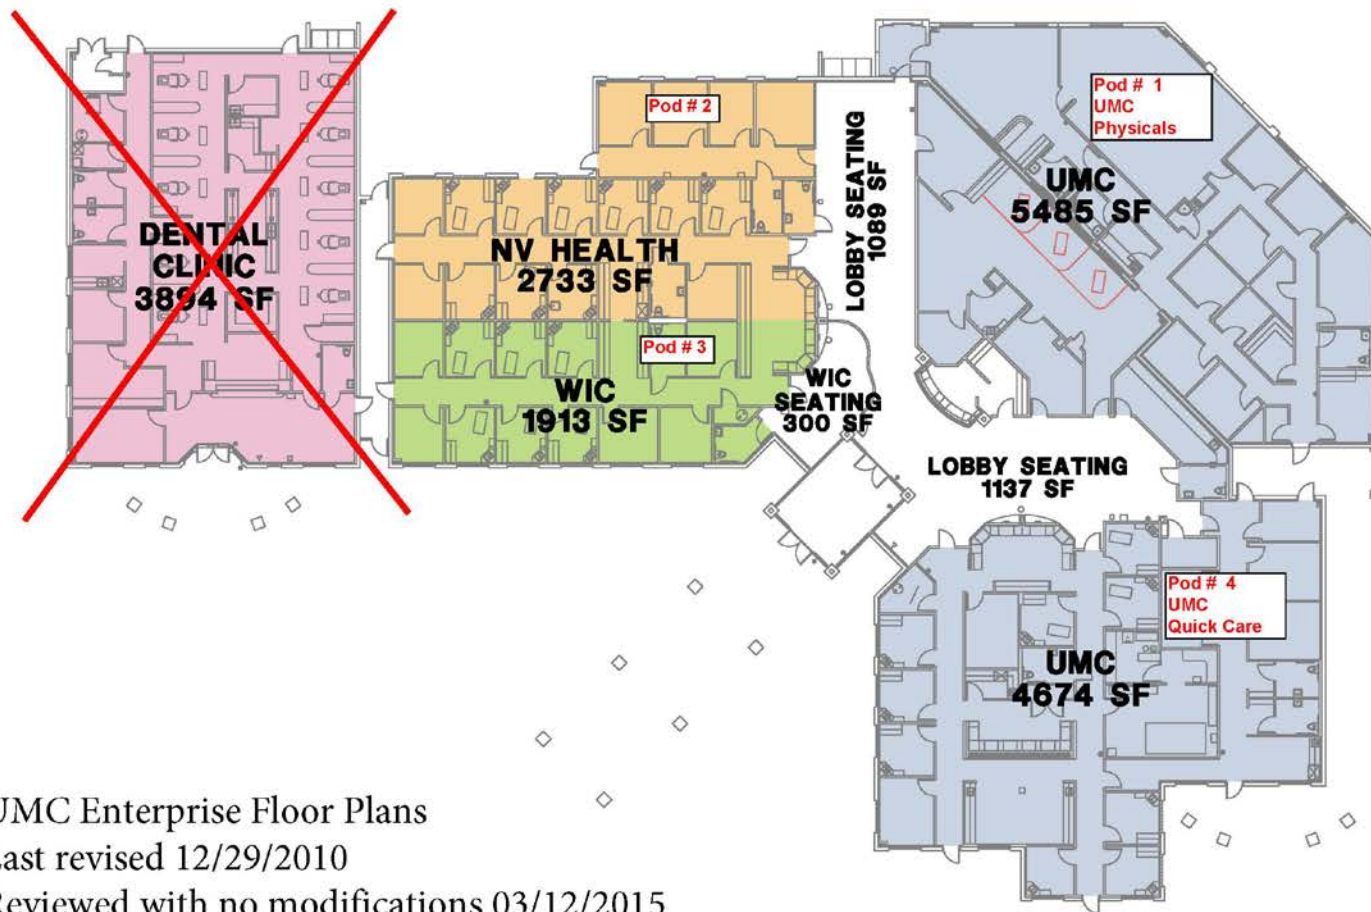 DENTAL
CLINIC
3894 SF
Pod # 2
NV HEALTH
2733 SF
Pod # 3
WIC
1913 SF
LOBBY SEATING
1089 SF
WIC
SEATING
300 SF
Pod # 1
UMC
Physicals
UMC
5485 SF
LOBBY SEATING
1137 SF
Pod # 4
UMC
Quick Care
UMC
4674 SF
UMC Enterprise Floor Plans
Last revised 12/29/2010
Reviewed with no modifications 03/12/2015